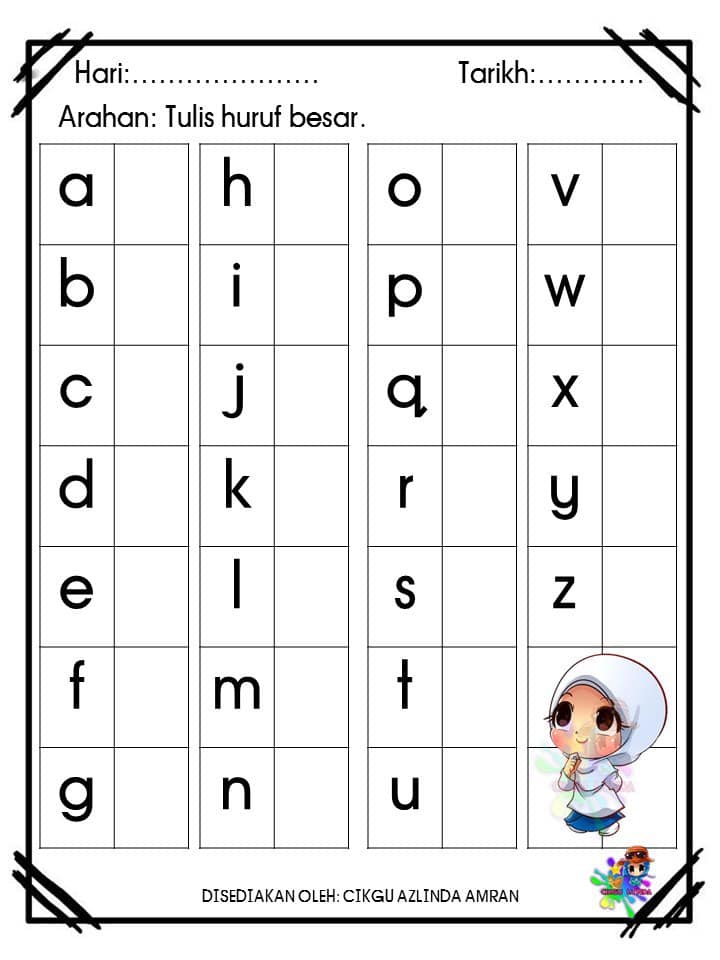 Hari:..................... Tarikh:............
Arahan: Tulis huruf besar.
a h o v
b i p w
c j q x
d k r y
e l s z
f m t
g n u
DISEDIAKAN OLEH: CIKGU AZLINDA AMRAN